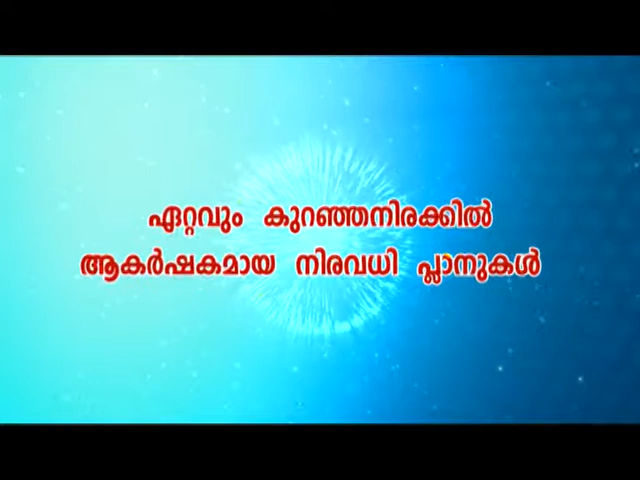 ഏറ്റവും കുറഞ്ഞനിരക്കിൽ
ആകർഷകമായ നിരവധി പ്ലാനുകൾ